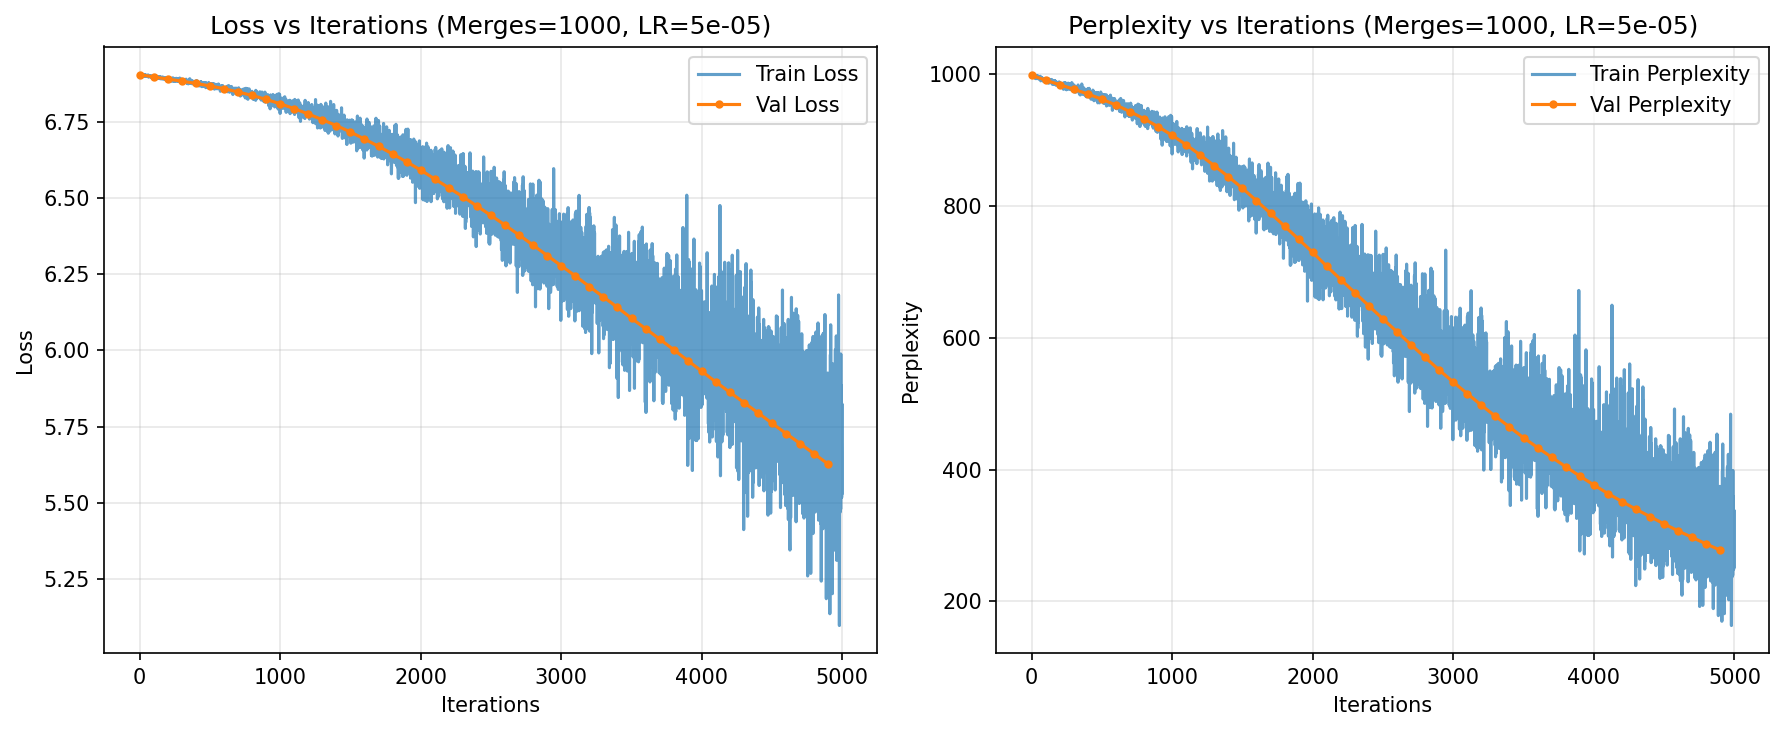 Loss vs Iterations (Merges=1000, LR=5e-05)
Train Loss
Val Loss
6.75
6.50
6.25
6.00
5.75
5.50
5.25
Loss
0 1000 2000 3000 4000 5000
Iterations
Perplexity vs Iterations (Merges=1000, LR=5e-05)
Train Perplexity
Val Perplexity
1000
800
600
400
200
Perplexity
0 1000 2000 3000 4000 5000
Iterations